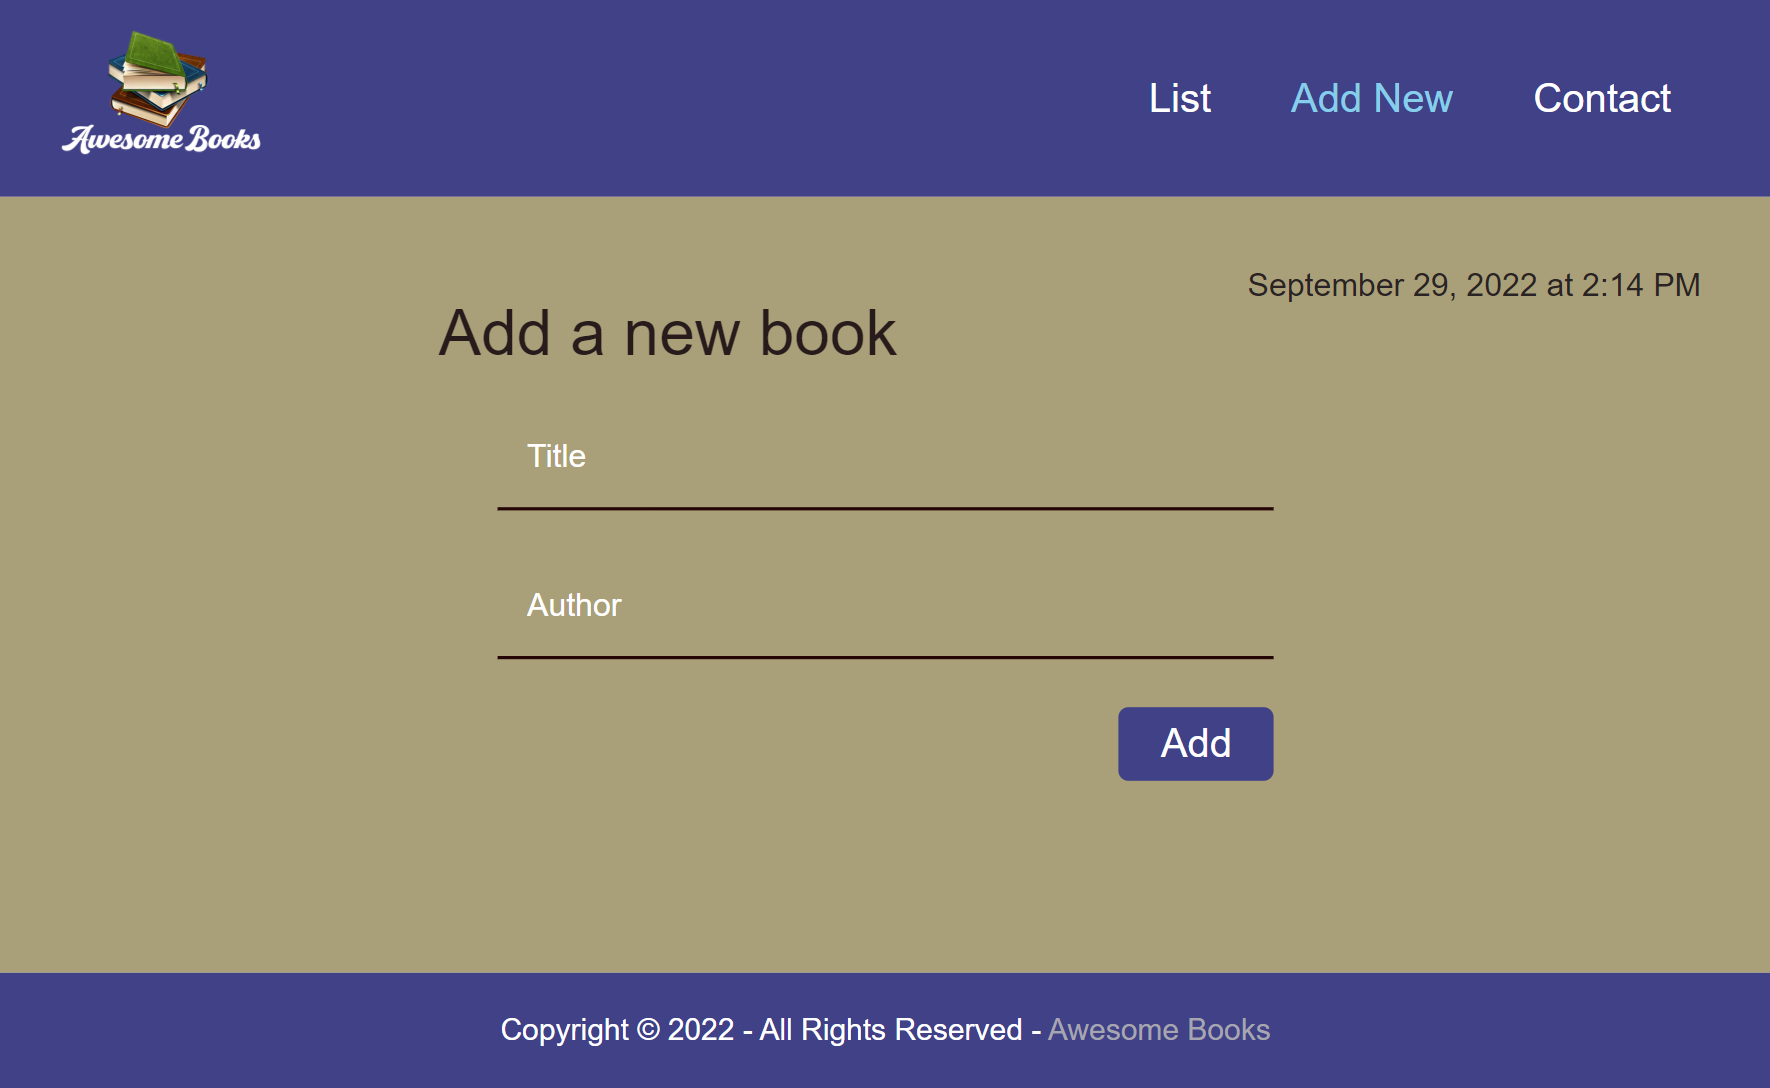 Awesome Books
List
Add New
Contact
September 29, 2022 at 2:14 PM
Add a new book
Title
Author
Add
Copyright © 2022 - All Rights Reserved - Awesome Books